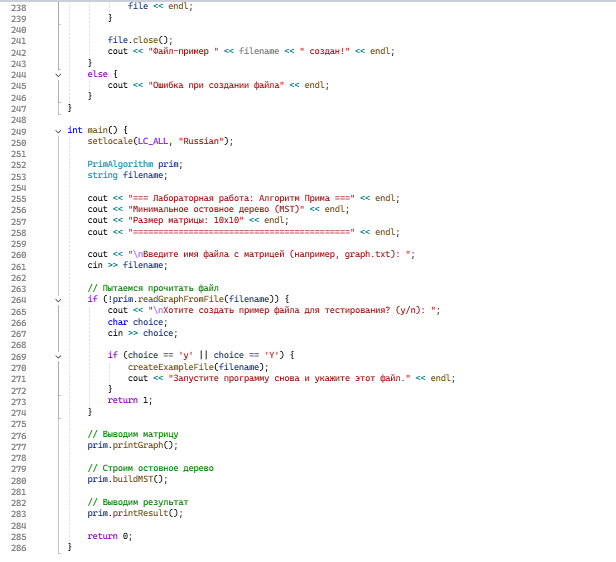 238 file << endl;
239 }
240
241 file.close();
242 cout << "Файл-пример " << filename << " создан!" << endl;
243 }
244 else {
245 cout << "Ошибка при создании файла" << endl;
246 }
247 }
248
249 int main() {
250 setlocale(LC_ALL, "Russian");
251
252 PrimAlgorithm prim;
253 string filename;
254
255 cout << "=== Лабораторная работа: Алгоритм Прима ===" << endl;
256 cout << "Минимальное остовное дерево (MST)" << endl;
257 cout << "Размер матрицы: 10x10" << endl;
258 cout << "===========================================" << endl;
259
260 cout << "\nВведите имя файла с матрицей (например, graph.txt): ";
261 cin >> filename;
262
263 // Пытаемся прочитать файл
264 if (!prim.readGraphFromFile(filename)) {
265 cout << "\nХотите создать пример файла для тестирования? (y/n): ";
266 char choice;
267 cin >> choice;
268
269 if (choice == 'y' || choice == 'Y') {
270 createExampleFile(filename);
271 cout << "Запустите программу снова и укажите этот файл." << endl;
272 }
273 return 1;
274 }
275
276 // Выводим матрицу
277 prim.printGraph();
278
279 // Строим остовное дерево
280 prim.buildMST();
281
282 // Выводим результат
283 prim.printResult();
284
285 return 0;
286 }